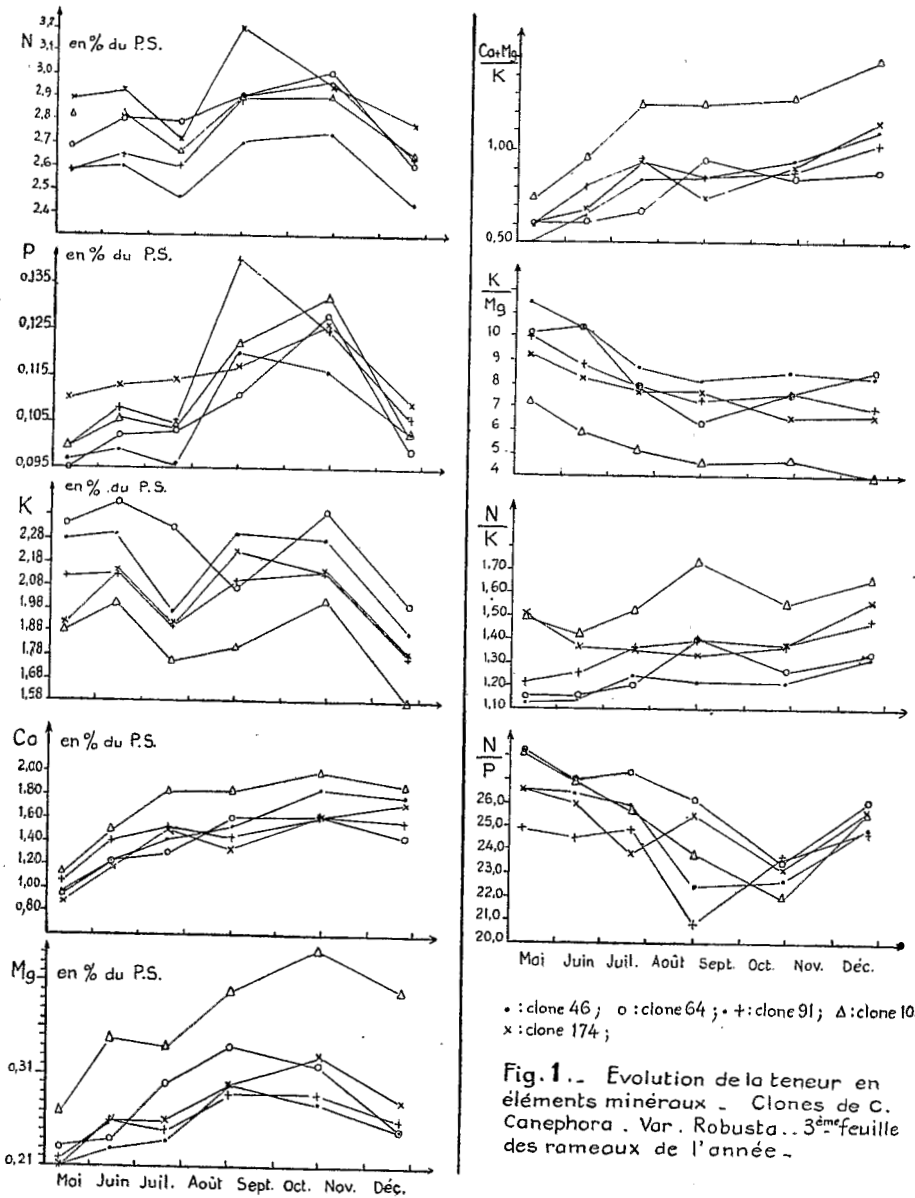 N en % du P.S.
3,2
3,1
3,0
2,9
2,8
2,7
2,6
2,5
2,4
P en % du P.S.
0,135
0,125
0,115
0,105
0,095
K en % du P.S.
2,28
2,18
2,08
1,98
1,88
1,78
1,68
1,58
Ca en % du P.S.
2,00
1,80
1,60
1,40
1,20
1,00
0,80
Mg en % du P.S.
0,31
0,21
Mai Juin Juil. Août Sept. Oct. Nov. Déc.
Ca+Mg
K
1,00
0,50
K
Mg
10
9
8
7
6
5
4
N
K
1,70
1,50
1,40
1,30
1,10
N
P
26,0
25,0
24,0
23,0
22,0
21,0
20,0
Mai Juin Juil. Août Sept. Oct. Nov. Déc.
• : clone 46 ; o : clone 64 ; • + : clone 91 ; Δ : clone 10
x : clone 174 ;
Fig. 1 .- Evolution de la teneur en
éléments minéraux - Clones de C.
Canephora . Var. Robusta .. 3ème feuille
des rameaux de l'année -